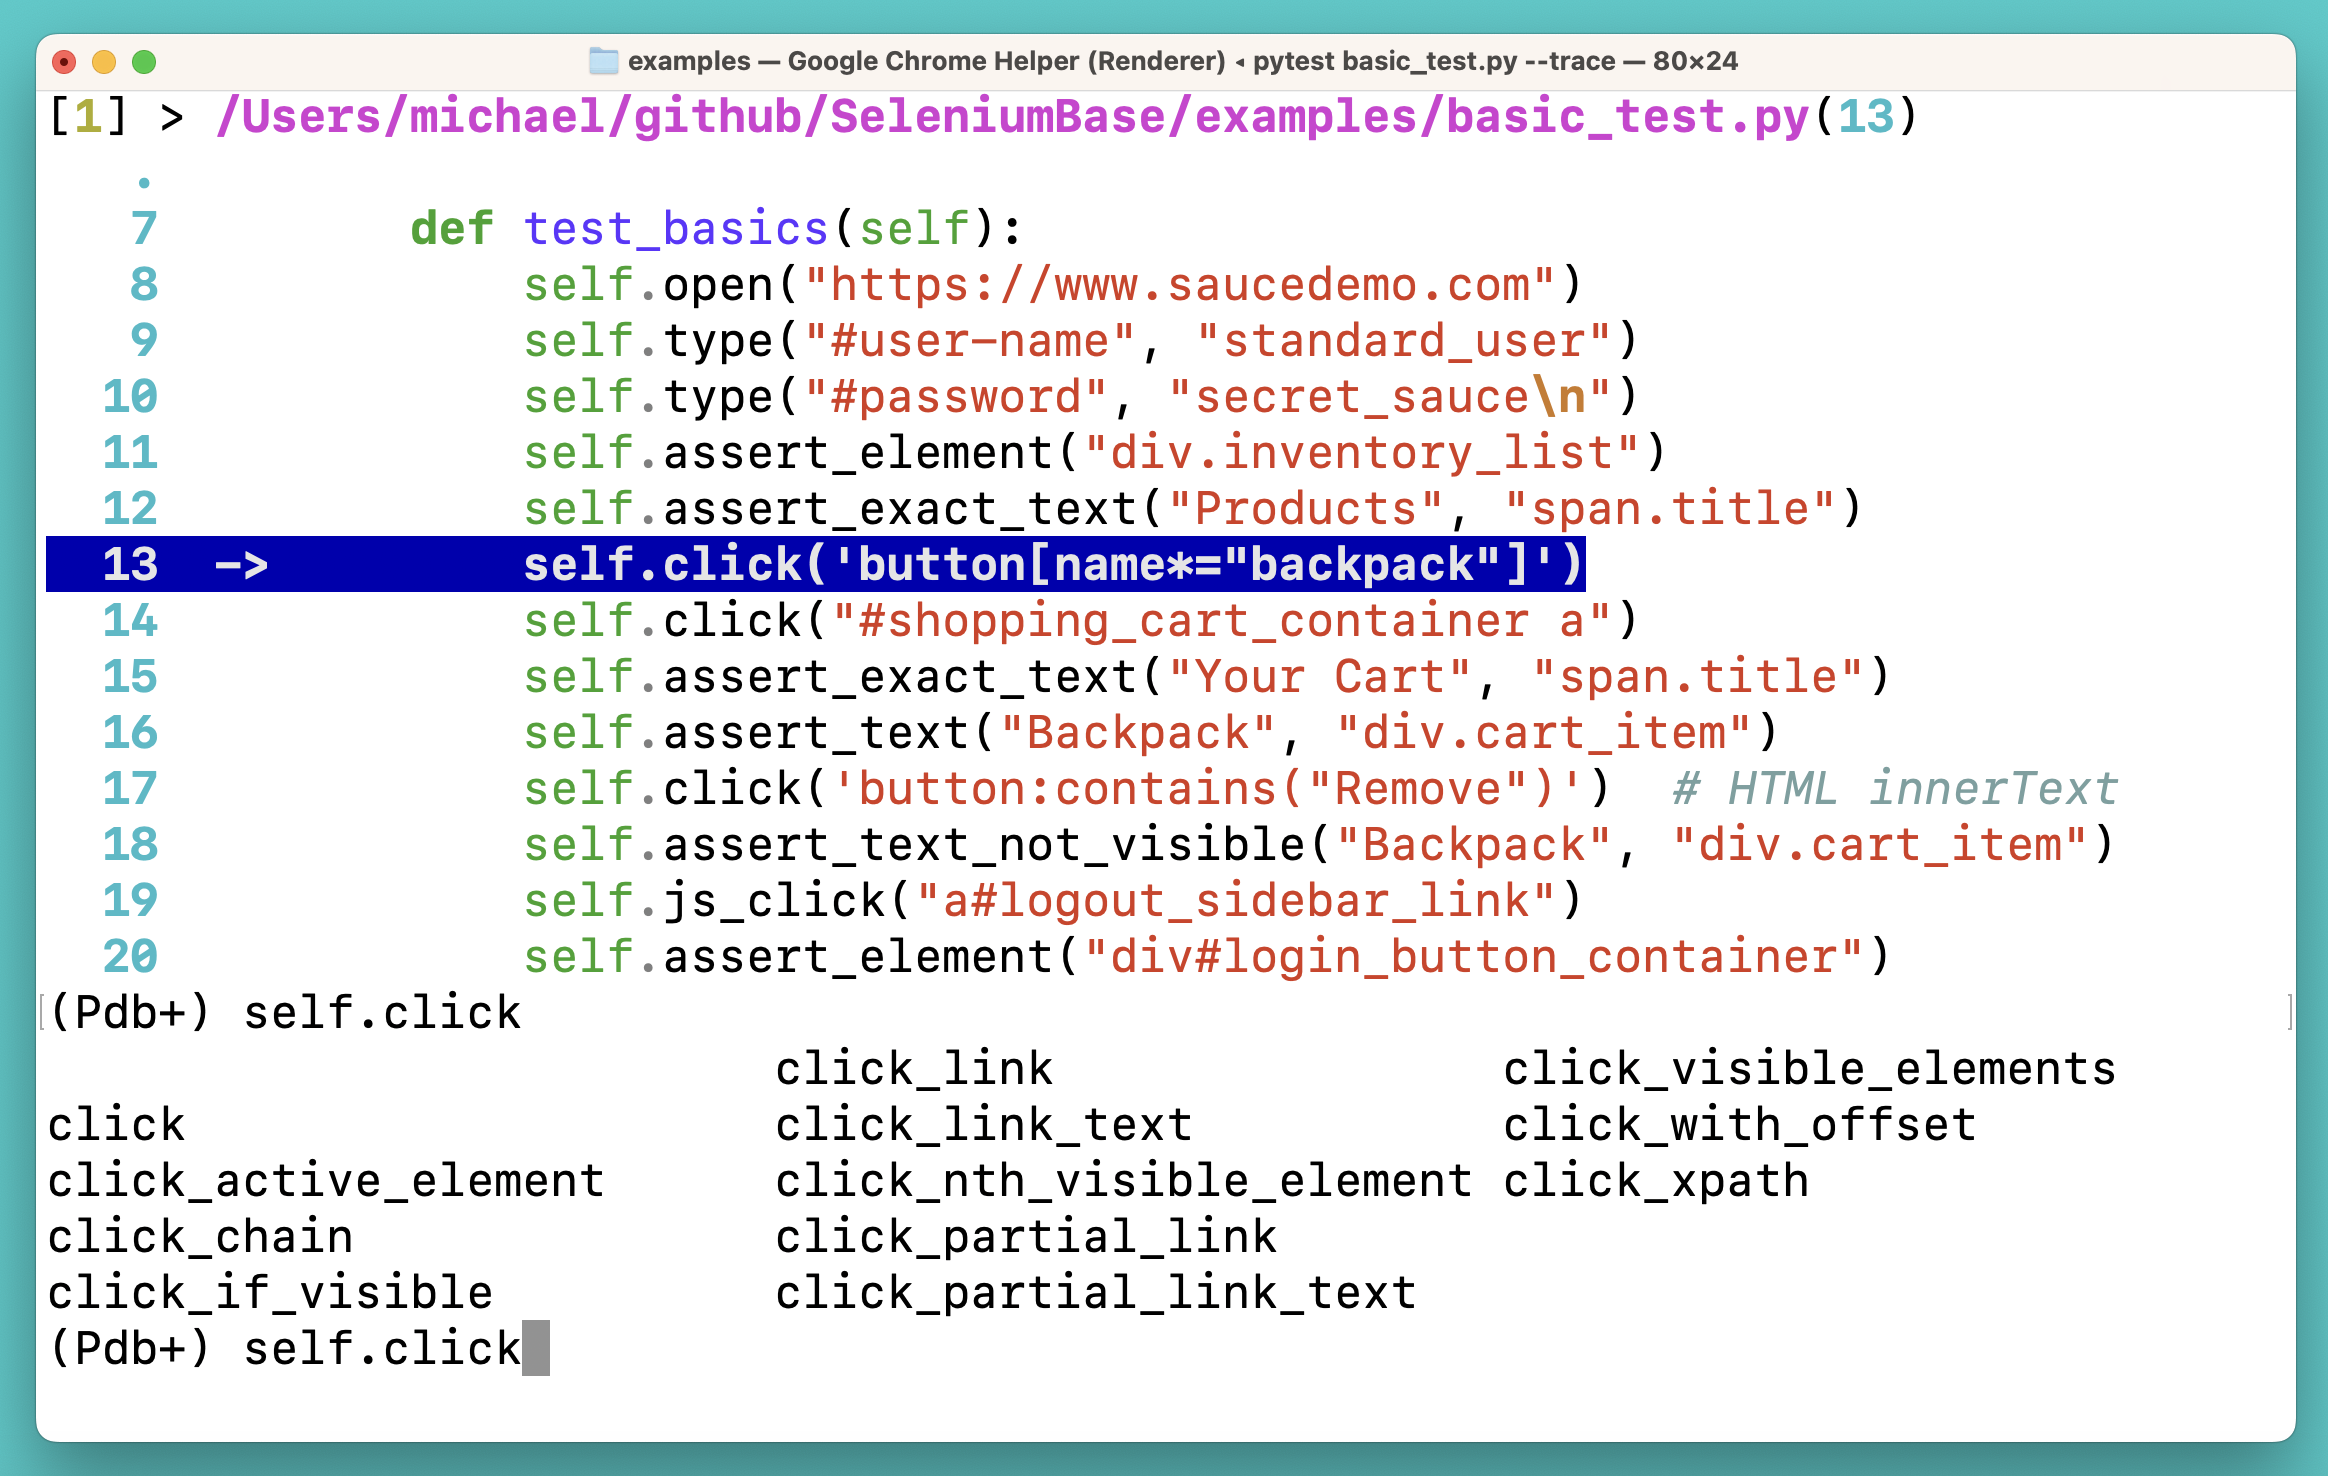 examples — Google Chrome Helper (Renderer) ◂ pytest basic_test.py --trace — 80×24
[1] > /Users/michael/github/SeleniumBase/examples/basic_test.py(13)
.
7         def test_basics(self):
8             self.open("https://www.saucedemo.com")
9             self.type("#user-name", "standard_user")
10             self.type("#password", "secret_sauce\n")
11             self.assert_element("div.inventory_list")
12             self.assert_exact_text("Products", "span.title")
13  ->         self.click('button[name*="backpack"]')
14             self.click("#shopping_cart_container a")
15             self.assert_exact_text("Your Cart", "span.title")
16             self.assert_text("Backpack", "div.cart_item")
17             self.click('button:contains("Remove")')  # HTML innerText
18             self.assert_text_not_visible("Backpack", "div.cart_item")
19             self.js_click("a#logout_sidebar_link")
20             self.assert_element("div#login_button_container")
[(Pdb+) self.click ]
click_link                click_visible_elements
click                     click_link_text           click_with_offset
click_active_element      click_nth_visible_element click_xpath
click_chain               click_partial_link
click_if_visible          click_partial_link_text
(Pdb+) self.click